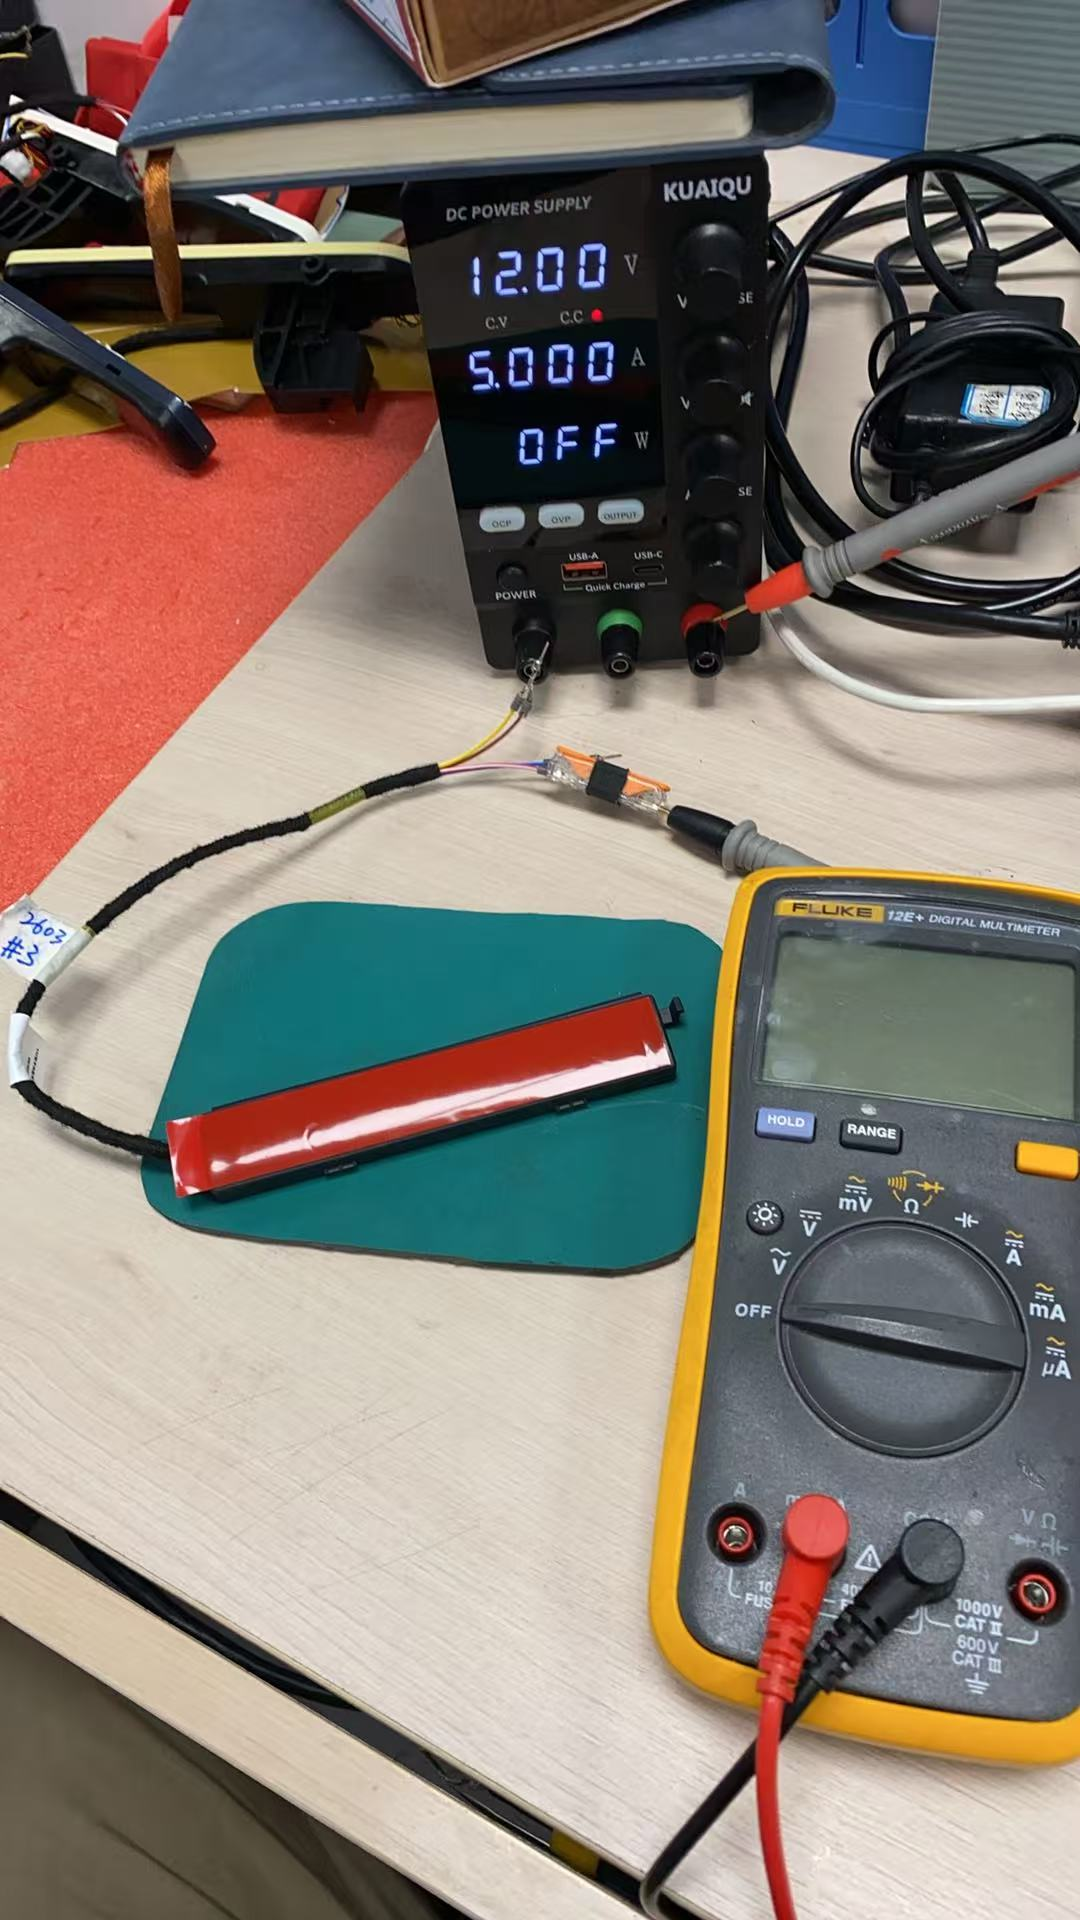 KUAIQU
DC POWER SUPPLY
12.00 V
C.V C.C
5.000 A
OFF W
OCP OVP OUTPUT
USB-A USB-C
Quick Charge
POWER
2603
#3
FLUKE 12E+ DIGITAL MULTIMETER
HOLD RANGE
mV Ω
V A
V
OFF mA
µA
A
V Ω
1000V
CAT II
600V
CAT III